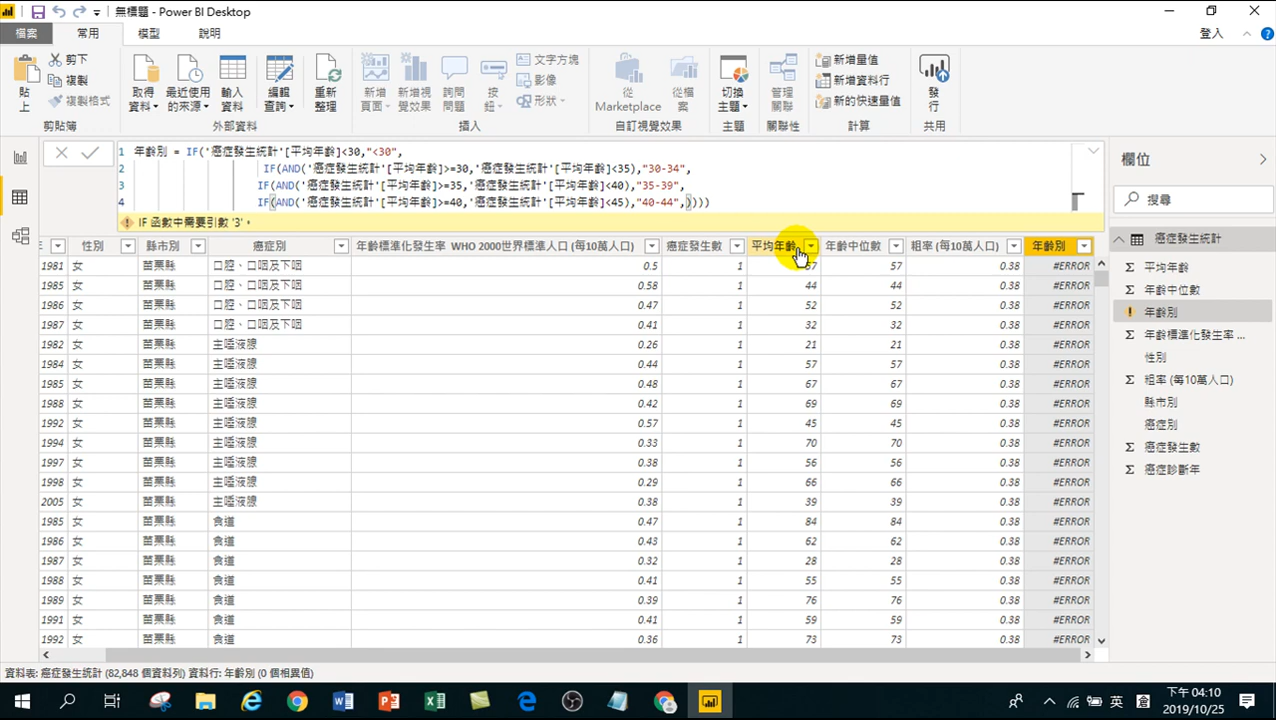 無標題 - Power BI Desktop
檔案 常用 模型 說明 登入
剪下
複製
複製格式
貼上
取得資料
最近使用的來源
輸入資料
編輯查詢
重新整理
新增頁面
新增視覺效果
詢問問題
按鈕
文字方塊
影像
形狀
從 Marketplace
從檔案
切換主題
管理關聯
新增量值
新增資料行
新的快速量值
發行
剪貼簿 外部資料 插入 自訂視覺效果 主題 關聯性 計算 共用
1 年齡別 = IF('癌症發生統計'[平均年齡]<30,"<30",
2 IF(AND('癌症發生統計'[平均年齡]>=30,'癌症發生統計'[平均年齡]<35),"30-34",
3 IF(AND('癌症發生統計'[平均年齡]>=35,'癌症發生統計'[平均年齡]<40),"35-39",
4 IF(AND('癌症發生統計'[平均年齡]>=40,'癌症發生統計'[平均年齡]<45),"40-44",))))
IF 函數中需要引數 '3'。
性別 縣市別 癌症別 年齡標準化發生率 WHO 2000世界標準人口 (每10萬人口) 癌症發生數 平均年齡 年齡中位數 粗率 (每10萬人口) 年齡別
1981 女 苗栗縣 口腔、口咽及下咽 0.5 1 57 57 0.38 #ERROR
1985 女 苗栗縣 口腔、口咽及下咽 0.58 1 44 44 0.38 #ERROR
1986 女 苗栗縣 口腔、口咽及下咽 0.47 1 52 52 0.38 #ERROR
1987 女 苗栗縣 口腔、口咽及下咽 0.41 1 32 32 0.38 #ERROR
1982 女 苗栗縣 主唾液腺 0.26 1 21 21 0.38 #ERROR
1984 女 苗栗縣 主唾液腺 0.44 1 57 57 0.38 #ERROR
1985 女 苗栗縣 主唾液腺 0.48 1 67 67 0.38 #ERROR
1988 女 苗栗縣 主唾液腺 0.42 1 69 69 0.38 #ERROR
1992 女 苗栗縣 主唾液腺 0.57 1 45 45 0.38 #ERROR
1994 女 苗栗縣 主唾液腺 0.33 1 70 70 0.38 #ERROR
1997 女 苗栗縣 主唾液腺 0.38 1 56 56 0.38 #ERROR
1998 女 苗栗縣 主唾液腺 0.29 1 66 66 0.38 #ERROR
2005 女 苗栗縣 主唾液腺 0.38 1 39 39 0.38 #ERROR
1985 女 苗栗縣 食道 0.47 1 84 84 0.38 #ERROR
1986 女 苗栗縣 食道 0.43 1 62 62 0.38 #ERROR
1987 女 苗栗縣 食道 0.32 1 28 28 0.38 #ERROR
1988 女 苗栗縣 食道 0.41 1 55 55 0.38 #ERROR
1989 女 苗栗縣 食道 0.39 1 76 76 0.38 #ERROR
1991 女 苗栗縣 食道 0.41 1 59 59 0.38 #ERROR
1992 女 苗栗縣 食道 0.36 1 73 73 0.38 #ERROR
欄位
搜尋
癌症發生統計
平均年齡
年齡中位數
年齡別
年齡標準化發生率 ...
性別
粗率 (每10萬人口)
縣市別
癌症別
癌症發生數
癌症診斷年
資料表: 癌症發生統計 (82,848 個資料列) 資料行: 年齡別 (0 個相異值)
英 倉
下午 04:10
2019/10/25